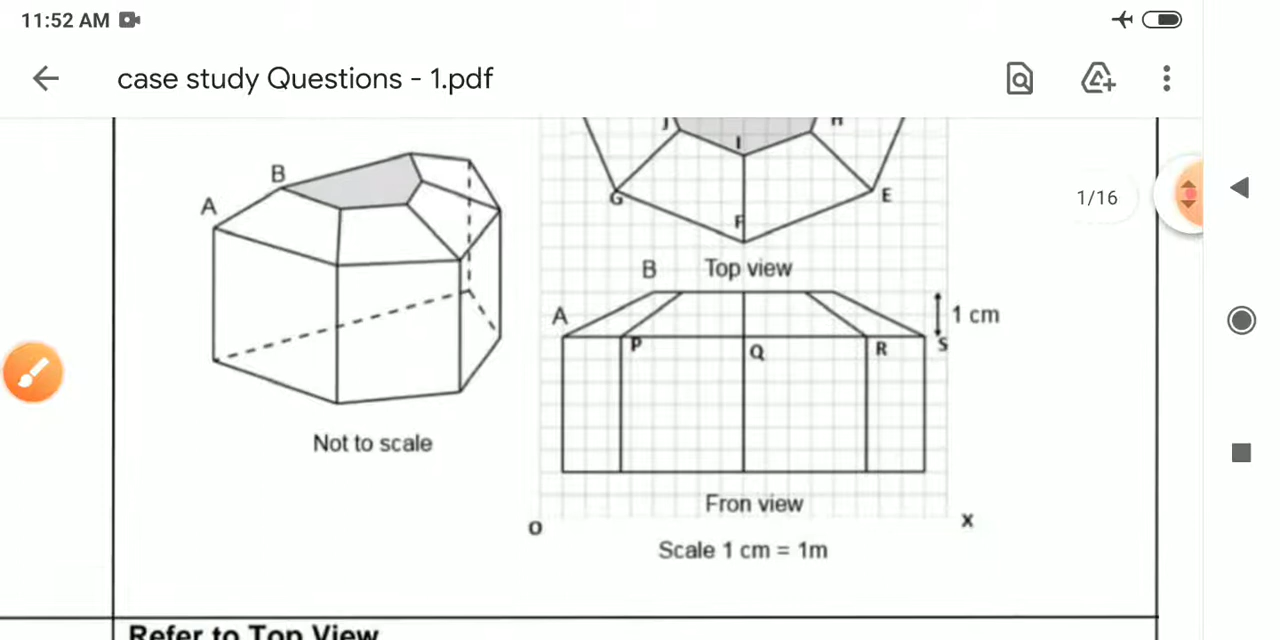 11:52 AM
case study Questions - 1.pdf
1/16
J
H
I
B
A
G
E
F
B
Top view
A
1 cm
P
Q
R
S
Not to scale
Fron view
O
X
Scale 1 cm = 1m
Refer to Top View